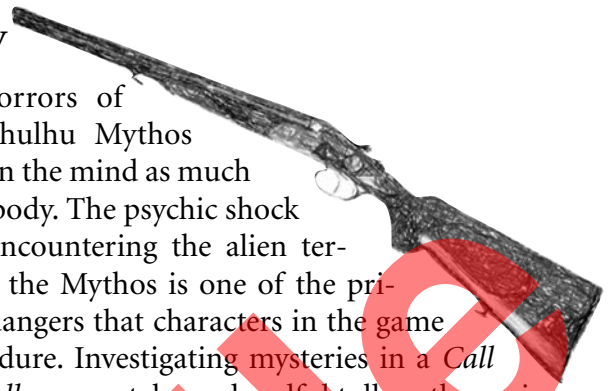 orrors of
hulhu Mythos
n the mind as much
body. The psychic shock
ncountering the alien ter-
the Mythos is one of the pri-
dangers that characters in the game
dure. Investigating mysteries in a Call